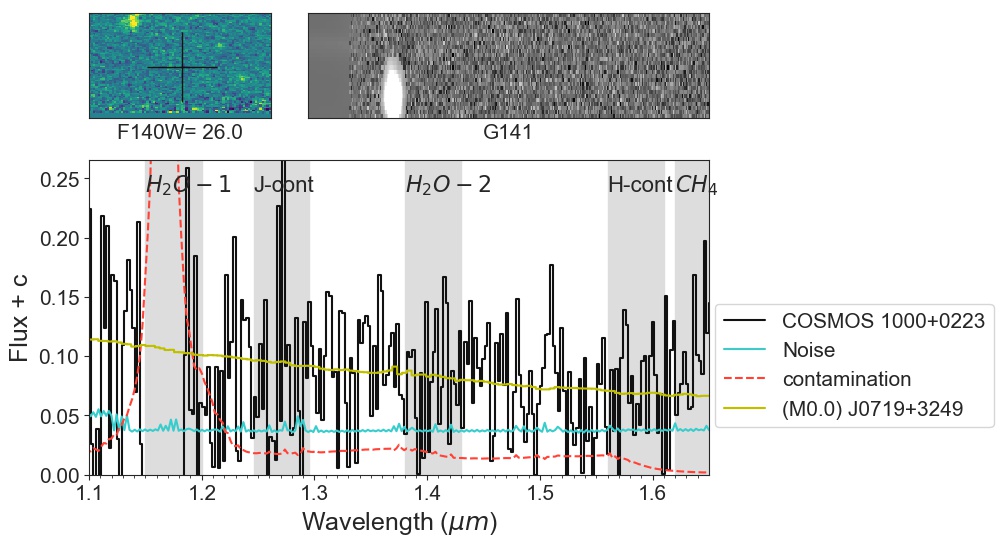 F140W= 26.0
G141
H₂O − 1
J-cont
H₂O − 2
H-cont
CH₄
Flux + c
0.25
0.20
0.15
0.10
0.05
0.00
1.1
1.2
1.3
1.4
1.5
1.6
Wavelength (μm)
COSMOS 1000+0223
Noise
contamination
(M0.0) J0719+3249